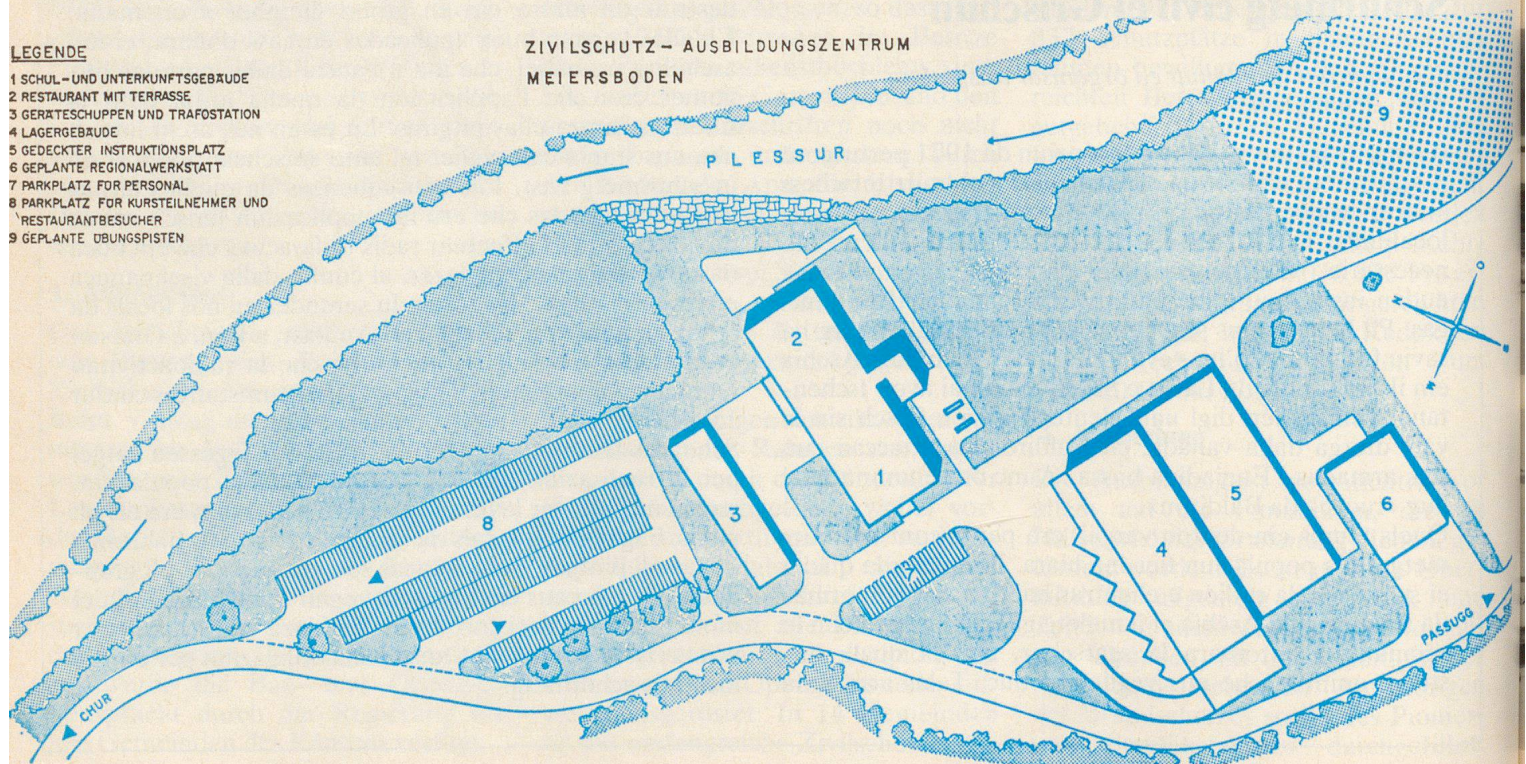 LEGENDE
1 SCHUL-UND UNTERKUNFTSGEBÄUDE
2 RESTAURANT MIT TERRASSE
3 GERÄTESCHUPPEN UND TRAFOSTATION
4 LAGERGEBÄUDE
5 GEDECKTER INSTRUKTIONSPLATZ
6 GEPLANTE REGIONALWERKSTATT
7 PARKPLATZ FÜR PERSONAL
8 PARKPLATZ FÜR KURSTEILNEHMER UND
RESTAURANTBESUCHER
9 GEPLANTE ÜBUNGSPISTEN
ZIVILSCHUTZ-AUSBILDUNGSZENTRUM
MEIERSBODEN
PLESSUR
9
N
O
S
W
2
1
3
8
7
5
4
6
CHUR
PASSUGG